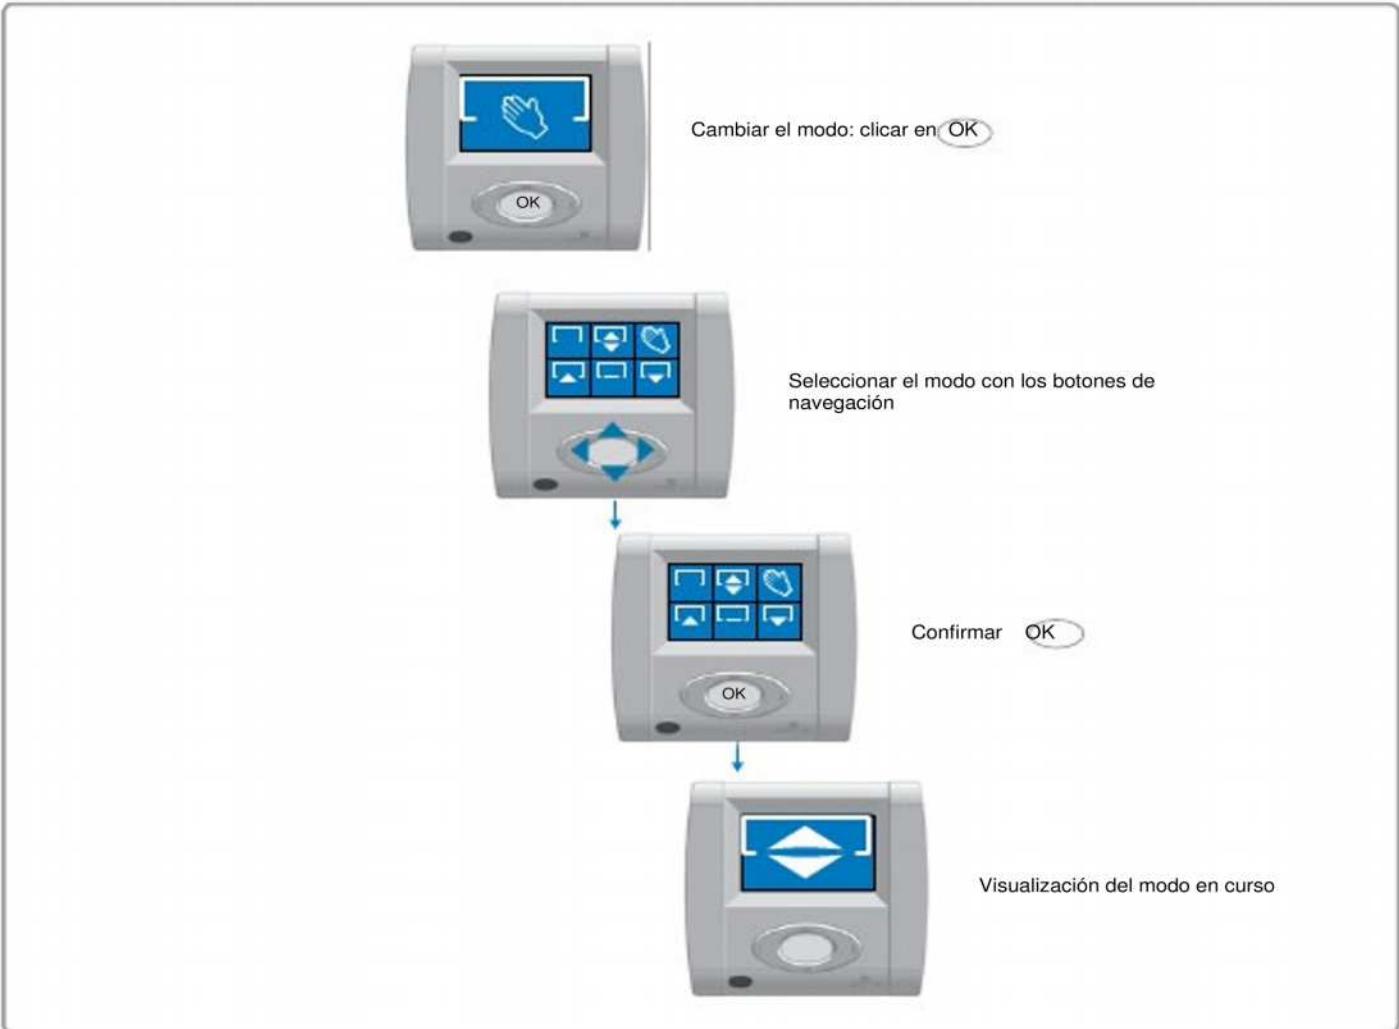 Cambiar el modo: clicar en OK
OK
Seleccionar el modo con los botones de
navegación
Confirmar OK
OK
Visualización del modo en curso